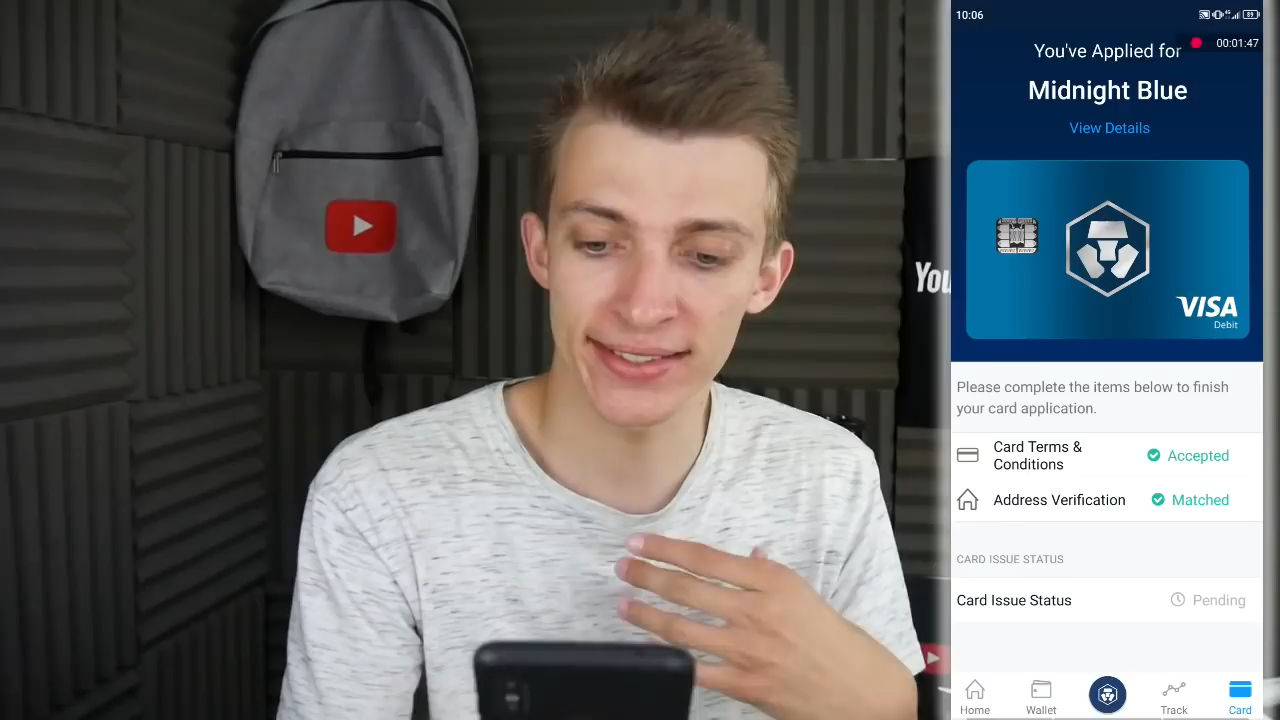 10:06
89
00:01:47
You've Applied for
Midnight Blue
View Details
VISA
Debit
You
Please complete the items below to finish
your card application.
Card Terms &
Conditions
Accepted
Address Verification
Matched
CARD ISSUE STATUS
Card Issue Status
Pending
Home
Wallet
Track
Card